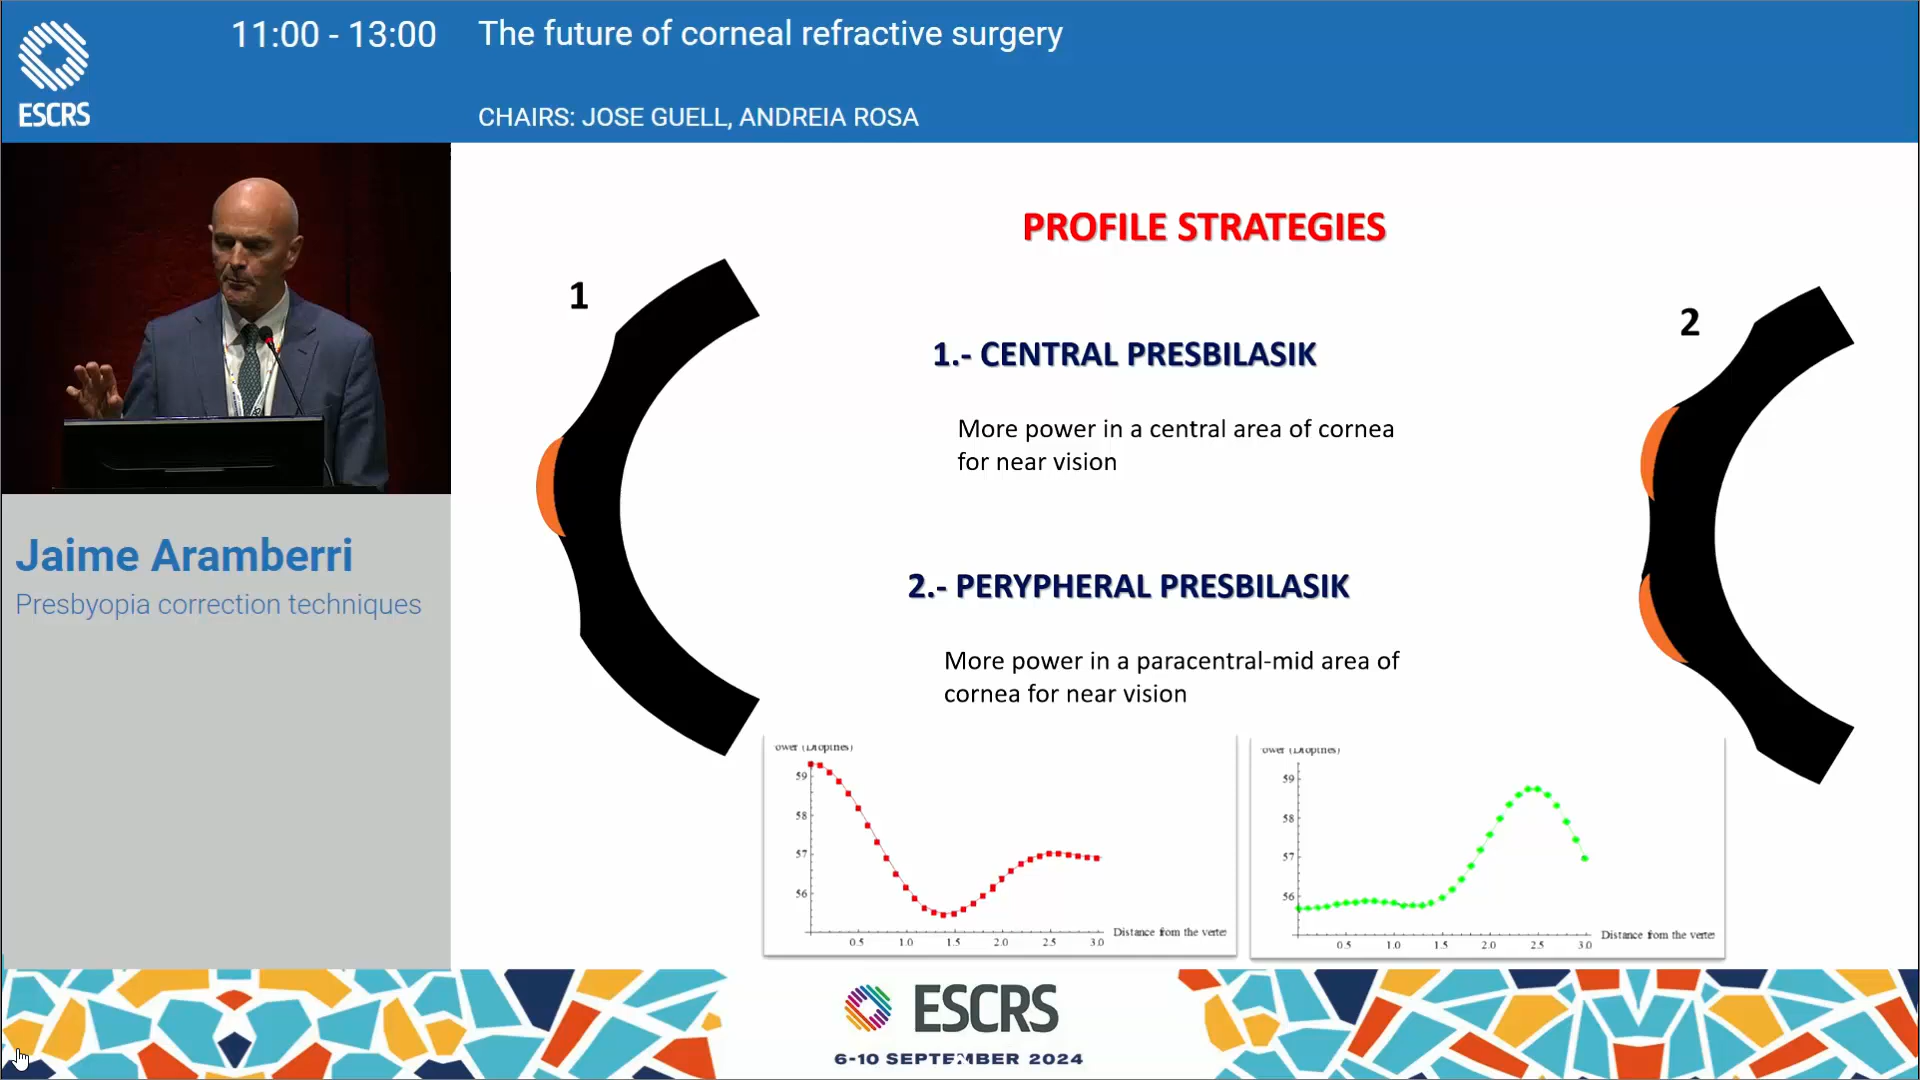 11:00 - 13:00
The future of corneal refractive surgery
ESCRS
CHAIRS: JOSE GUELL, ANDREIA ROSA
Jaime Aramberri
Presbyopia correction techniques
PROFILE STRATEGIES
1
2
1.- CENTRAL PRESBILASIK
More power in a central area of cornea
for near vision
2.- PERYPHERAL PRESBILASIK
More power in a paracentral-mid area of
cornea for near vision
ower (Dioptries)
59
58
57
56
0.5 1.0 1.5 2.0 2.5 3.0
Distance from the vertex
ower (Dioptries)
59
58
57
56
0.5 1.0 1.5 2.0 2.5 3.0
Distance from the vertex
ESCRS
6-10 SEPTEMBER 2024